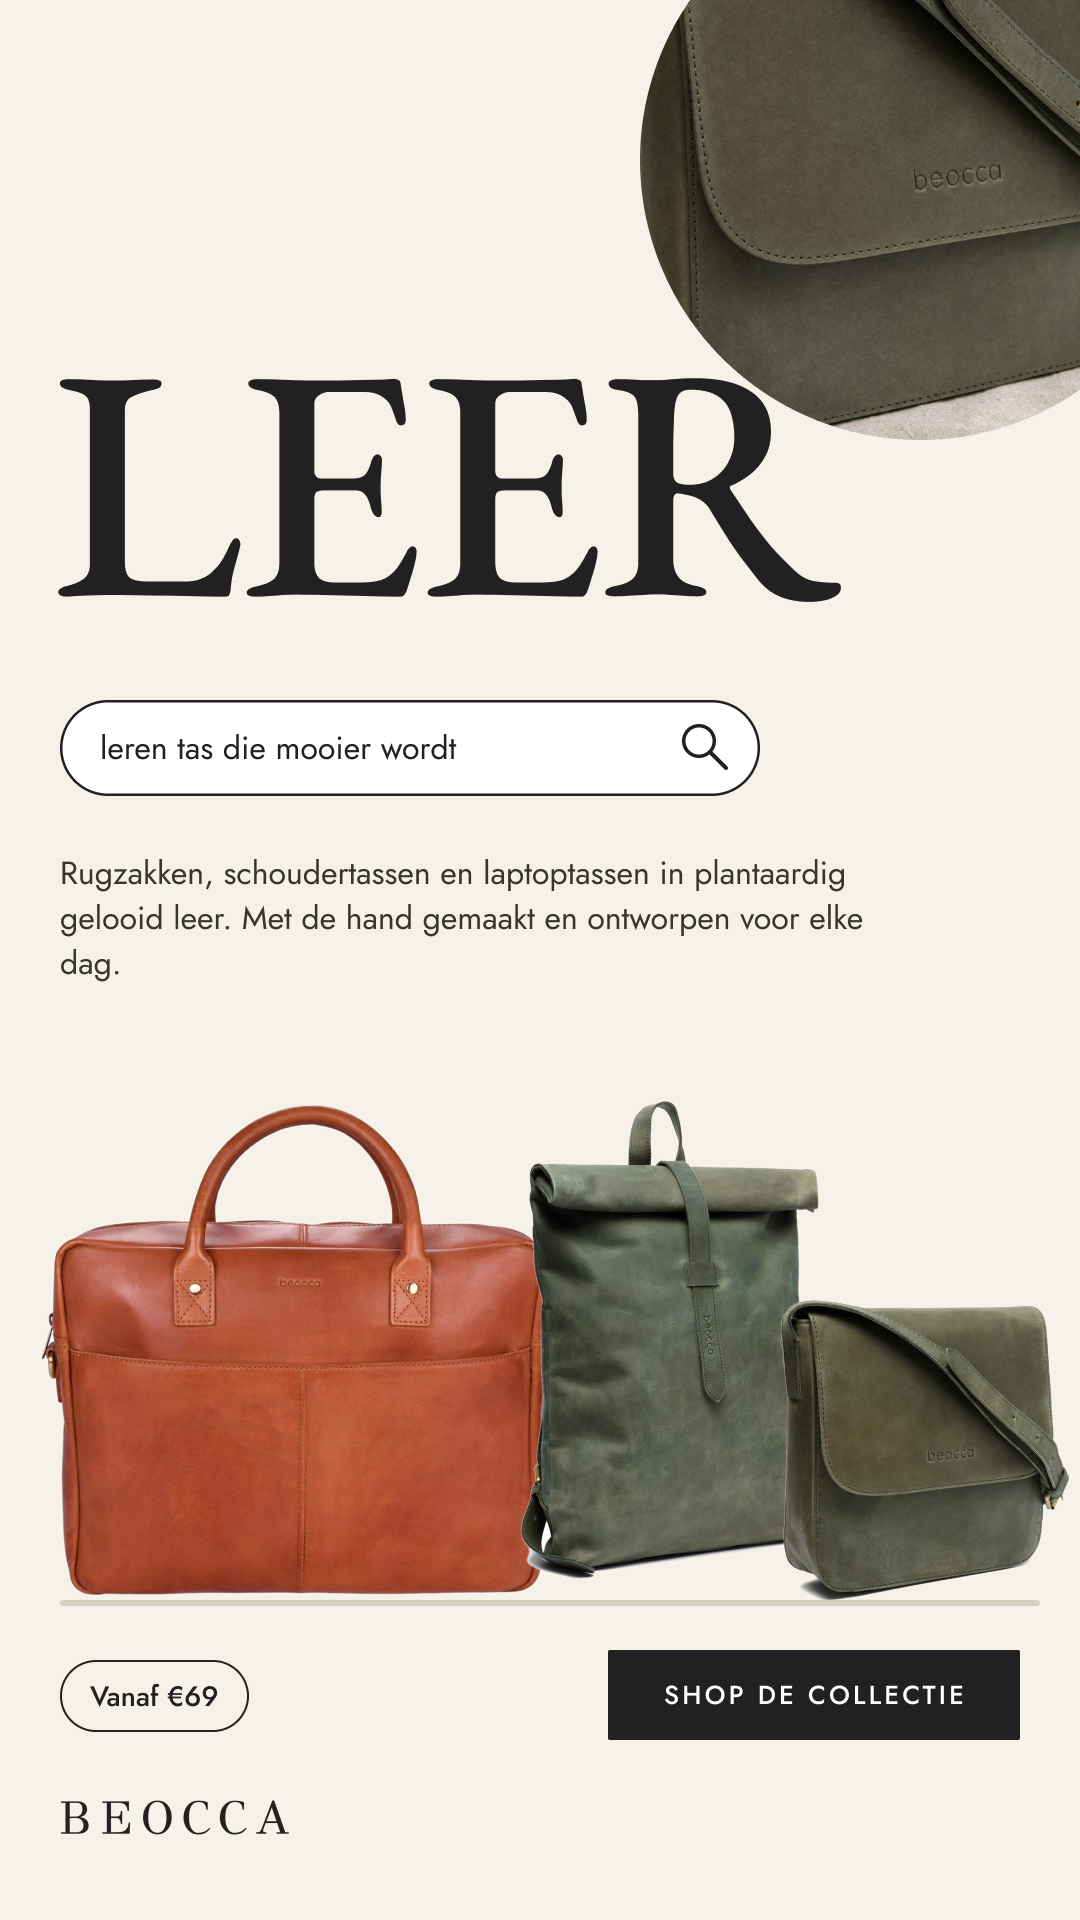 beocca
LEER
leren tas die mooier wordt
Rugzakken, schoudertassen en laptoptassen in plantaardig
gelooid leer. Met de hand gemaakt en ontworpen voor elke
dag.
beocca
beocca
beocca
Vanaf €69
SHOP DE COLLECTIE
BEOCCA